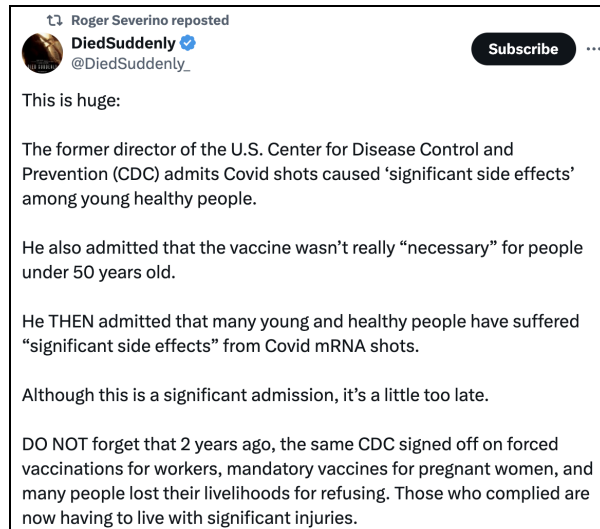 Roger Severino reposted
DiedSuddenly
@DiedSuddenly_
Subscribe
This is huge:
The former director of the U.S. Center for Disease Control and
Prevention (CDC) admits Covid shots caused ‘significant side effects’
among young healthy people.
He also admitted that the vaccine wasn’t really “necessary” for people
under 50 years old.
He THEN admitted that many young and healthy people have suffered
“significant side effects” from Covid mRNA shots.
Although this is a significant admission, it’s a little too late.
DO NOT forget that 2 years ago, the same CDC signed off on forced
vaccinations for workers, mandatory vaccines for pregnant women, and
many people lost their livelihoods for refusing. Those who complied are
now having to live with significant injuries.